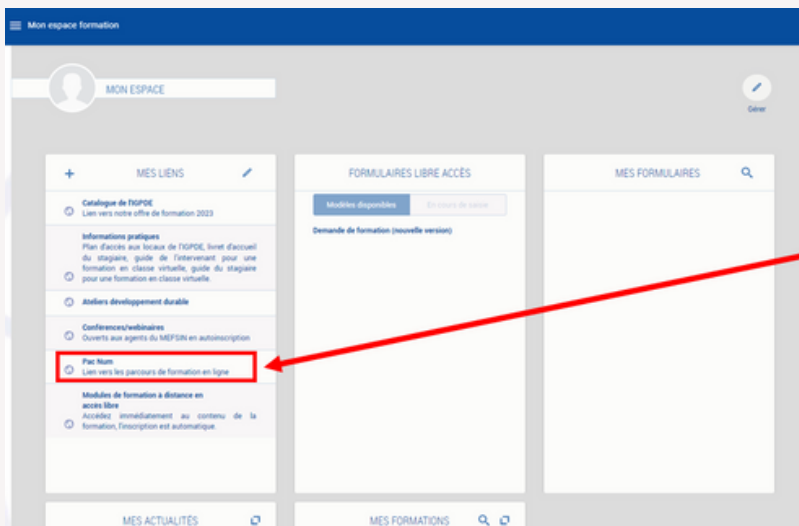 Mon espace formation
MON ESPACE
Gérer
MES LIENS
Catalogue de l'IGPDE
Lien vers notre offre de formation 2023
Informations pratiques
Plan d'accès aux locaux de l'IGPDE, livret d'accueil
du stagiaire, guide de l'intervenant pour une
formation en classe virtuelle, guide du stagiaire
pour une formation en classe virtuelle.
Ateliers développement durable
Conférences/webinaires
Ouverts aux agents du MEFSIN en autoinscription
Pac Num
Lien vers les parcours de formation en ligne
Modules de formation à distance en
accès libre
Accédez immédiatement au contenu de la
formation, l'inscription est automatique.
FORMULAIRES LIBRE ACCÈS
Modèles disponibles
En cours de saisie
Demande de formation (nouvelle version)
MES FORMULAIRES
MES ACTUALITÉS
MES FORMATIONS